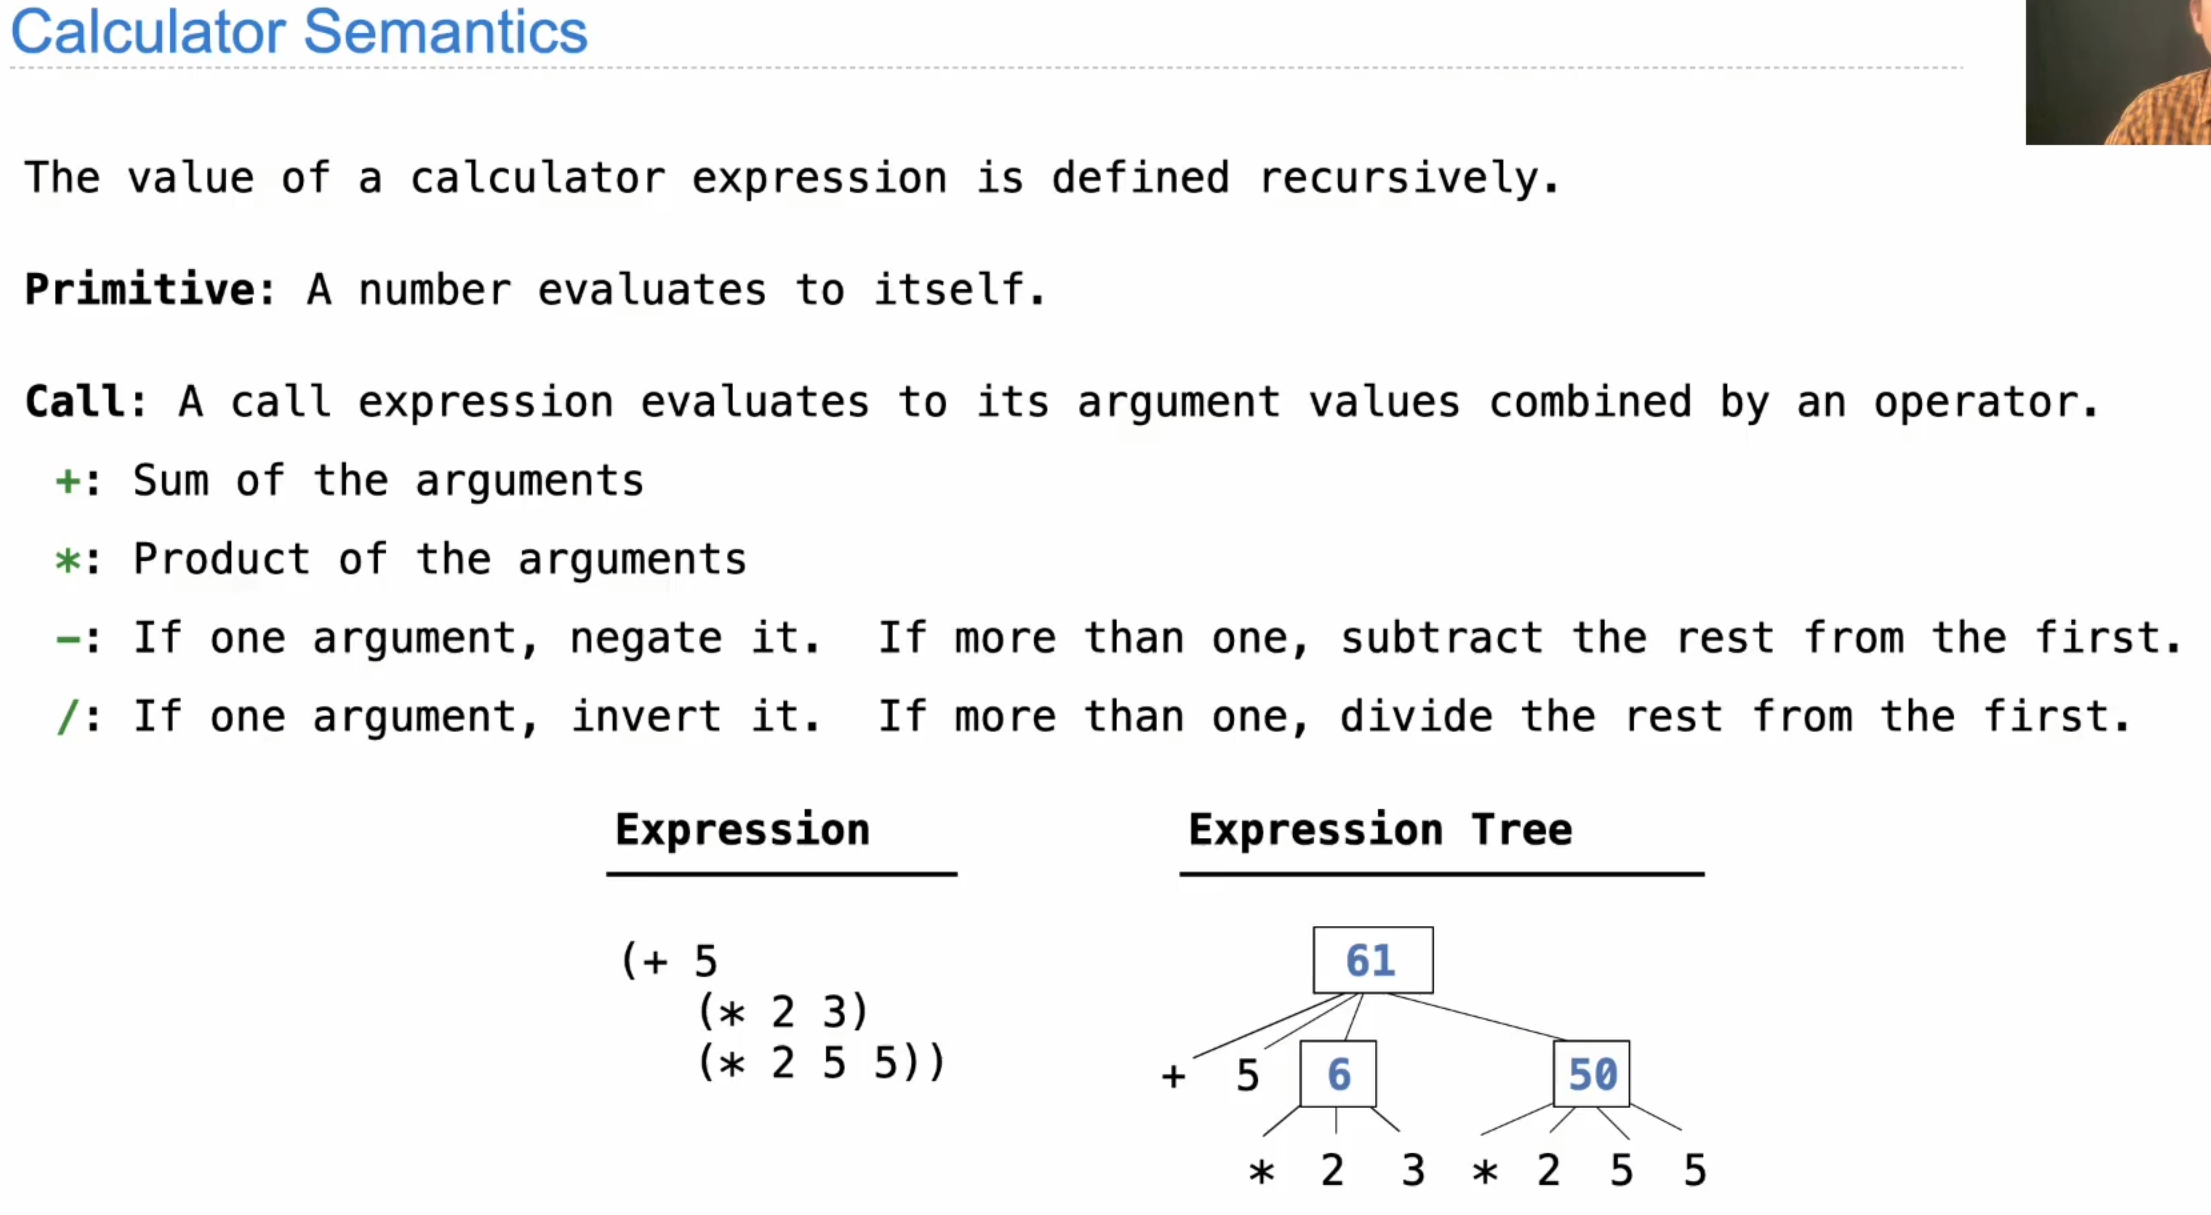 Calculator Semantics
The value of a calculator expression is defined recursively.
Primitive: A number evaluates to itself.
Call: A call expression evaluates to its argument values combined by an operator.
+: Sum of the arguments
*: Product of the arguments
-: If one argument, negate it. If more than one, subtract the rest from the first.
/: If one argument, invert it. If more than one, divide the rest from the first.
Expression
(+ 5
(* 2 3)
(* 2 5 5))
Expression Tree
61
+ 5 6 50
* 2 3 * 2 5 5